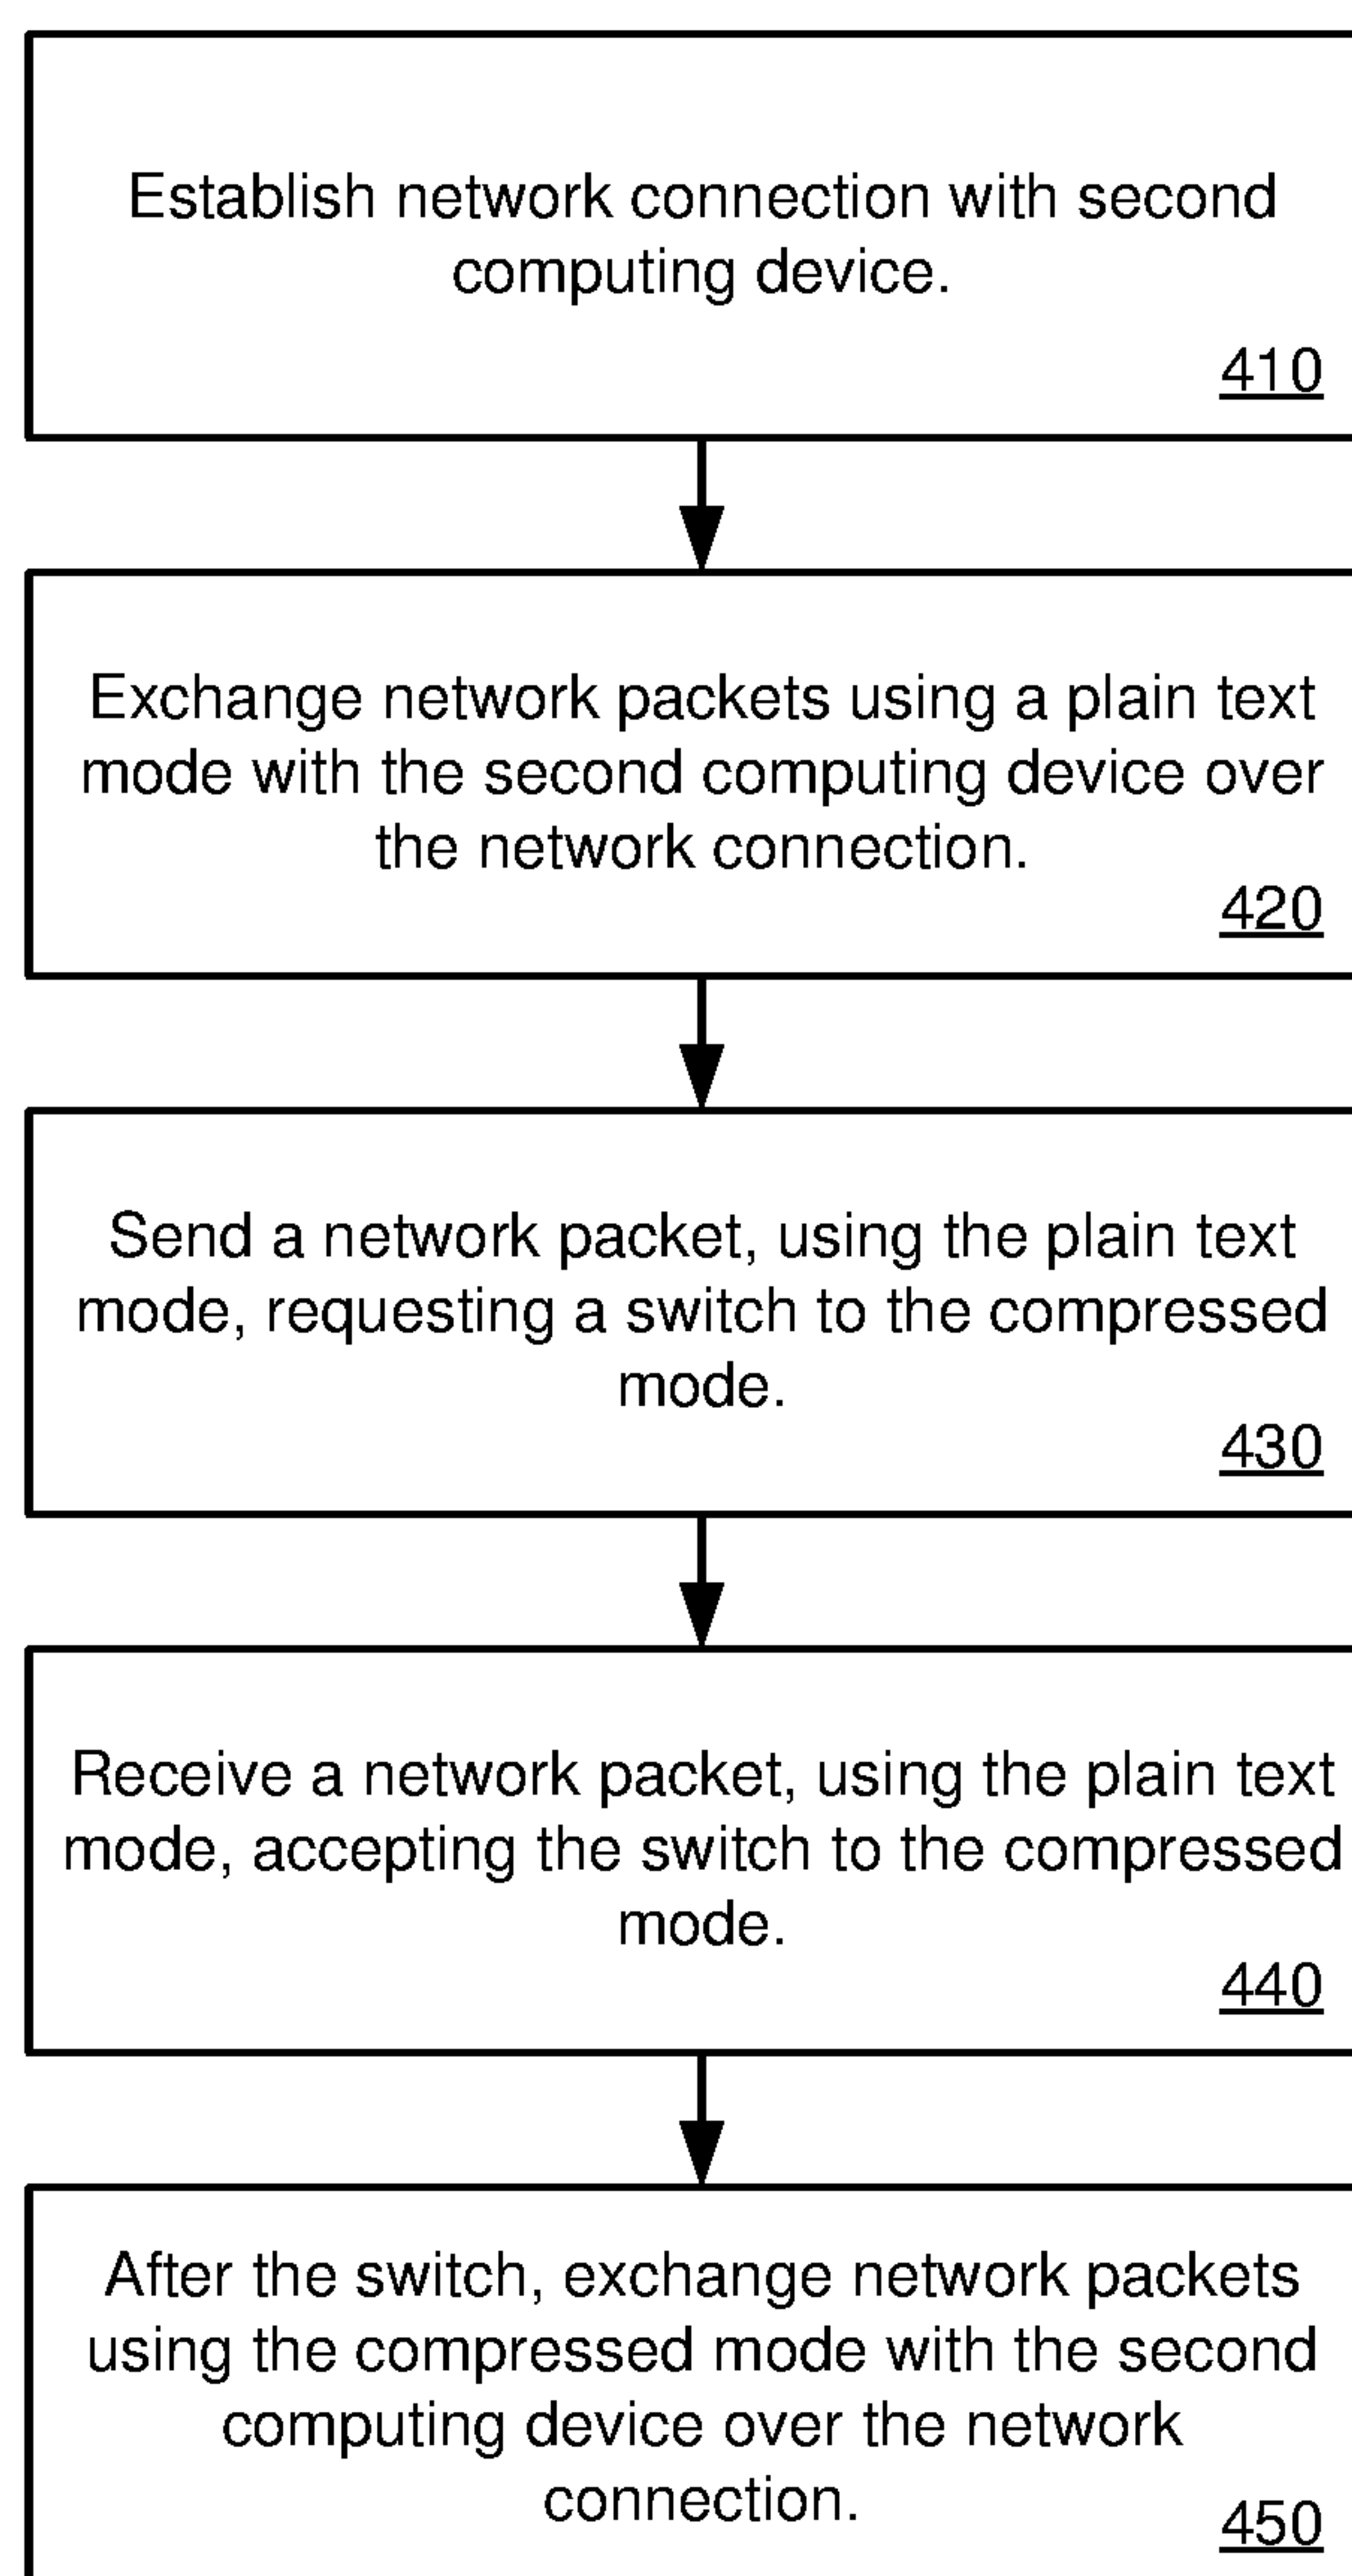 Establish network connection with second
computing device.
410
Exchange network packets using a plain text
mode with the second computing device over
the network connection.
420
Send a network packet, using the plain text
mode, requesting a switch to the compressed
mode.
430
Receive a network packet, using the plain text
mode, accepting the switch to the compressed
mode.
440
After the switch, exchange network packets
using the compressed mode with the second
computing device over the network
connection.
450